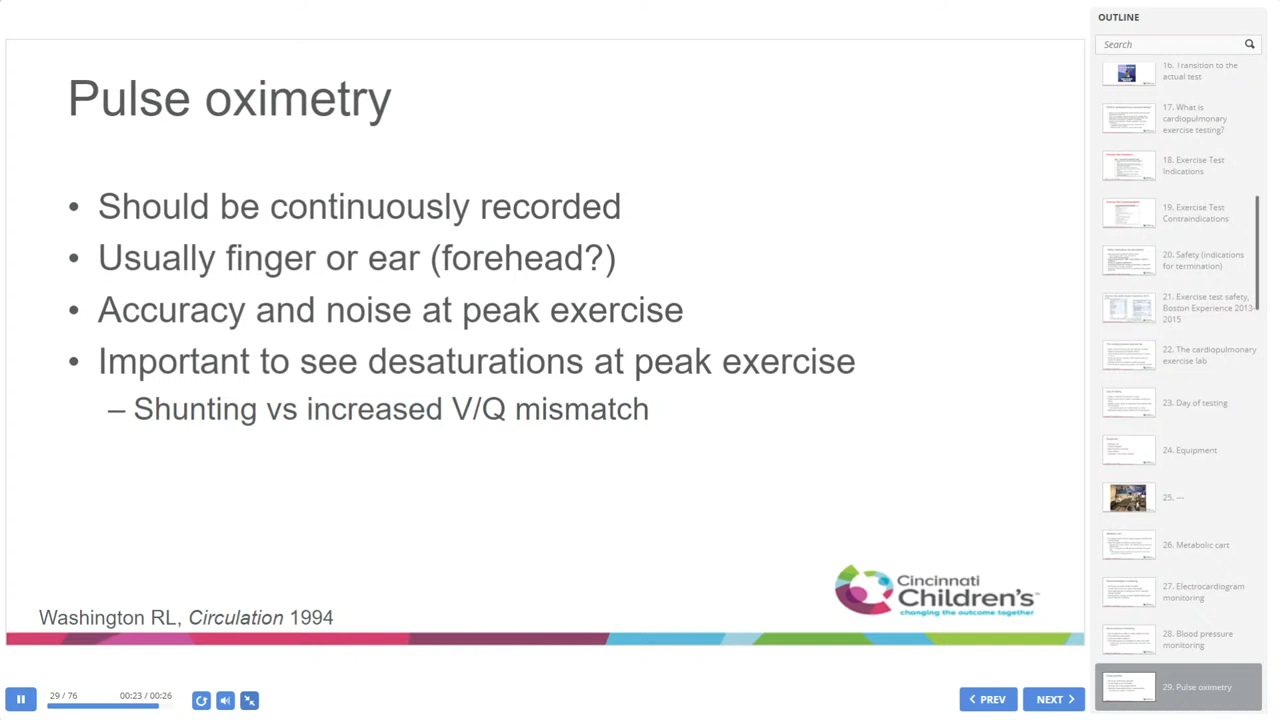 Pulse oximetry
• Should be continuously recorded
• Usually finger or ear (forehead?)
• Accuracy and noise at peak exercise
• Important to see desaturations at peak exercise
– Shunting vs increased V/Q mismatch
Washington RL, Circulation 1994
Cincinnati
Children's™
changing the outcome together
29 / 76
00:23 / 00:26
PREV
NEXT
OUTLINE
Search
16. Transition to the
actual test
17. What is
cardiopulmonary
exercise testing?
18. Exercise Test
Indications
19. Exercise Test
Contraindications
20. Safety (indications
for termination)
21. Exercise test safety,
Boston Experience 2013-
2015
22. The cardiopulmonary
exercise lab
23. Day of testing
24. Equipment
25. ---
26. Metabolic cart
27. Electrocardiogram
monitoring
28. Blood pressure
monitoring
29. Pulse oximetry